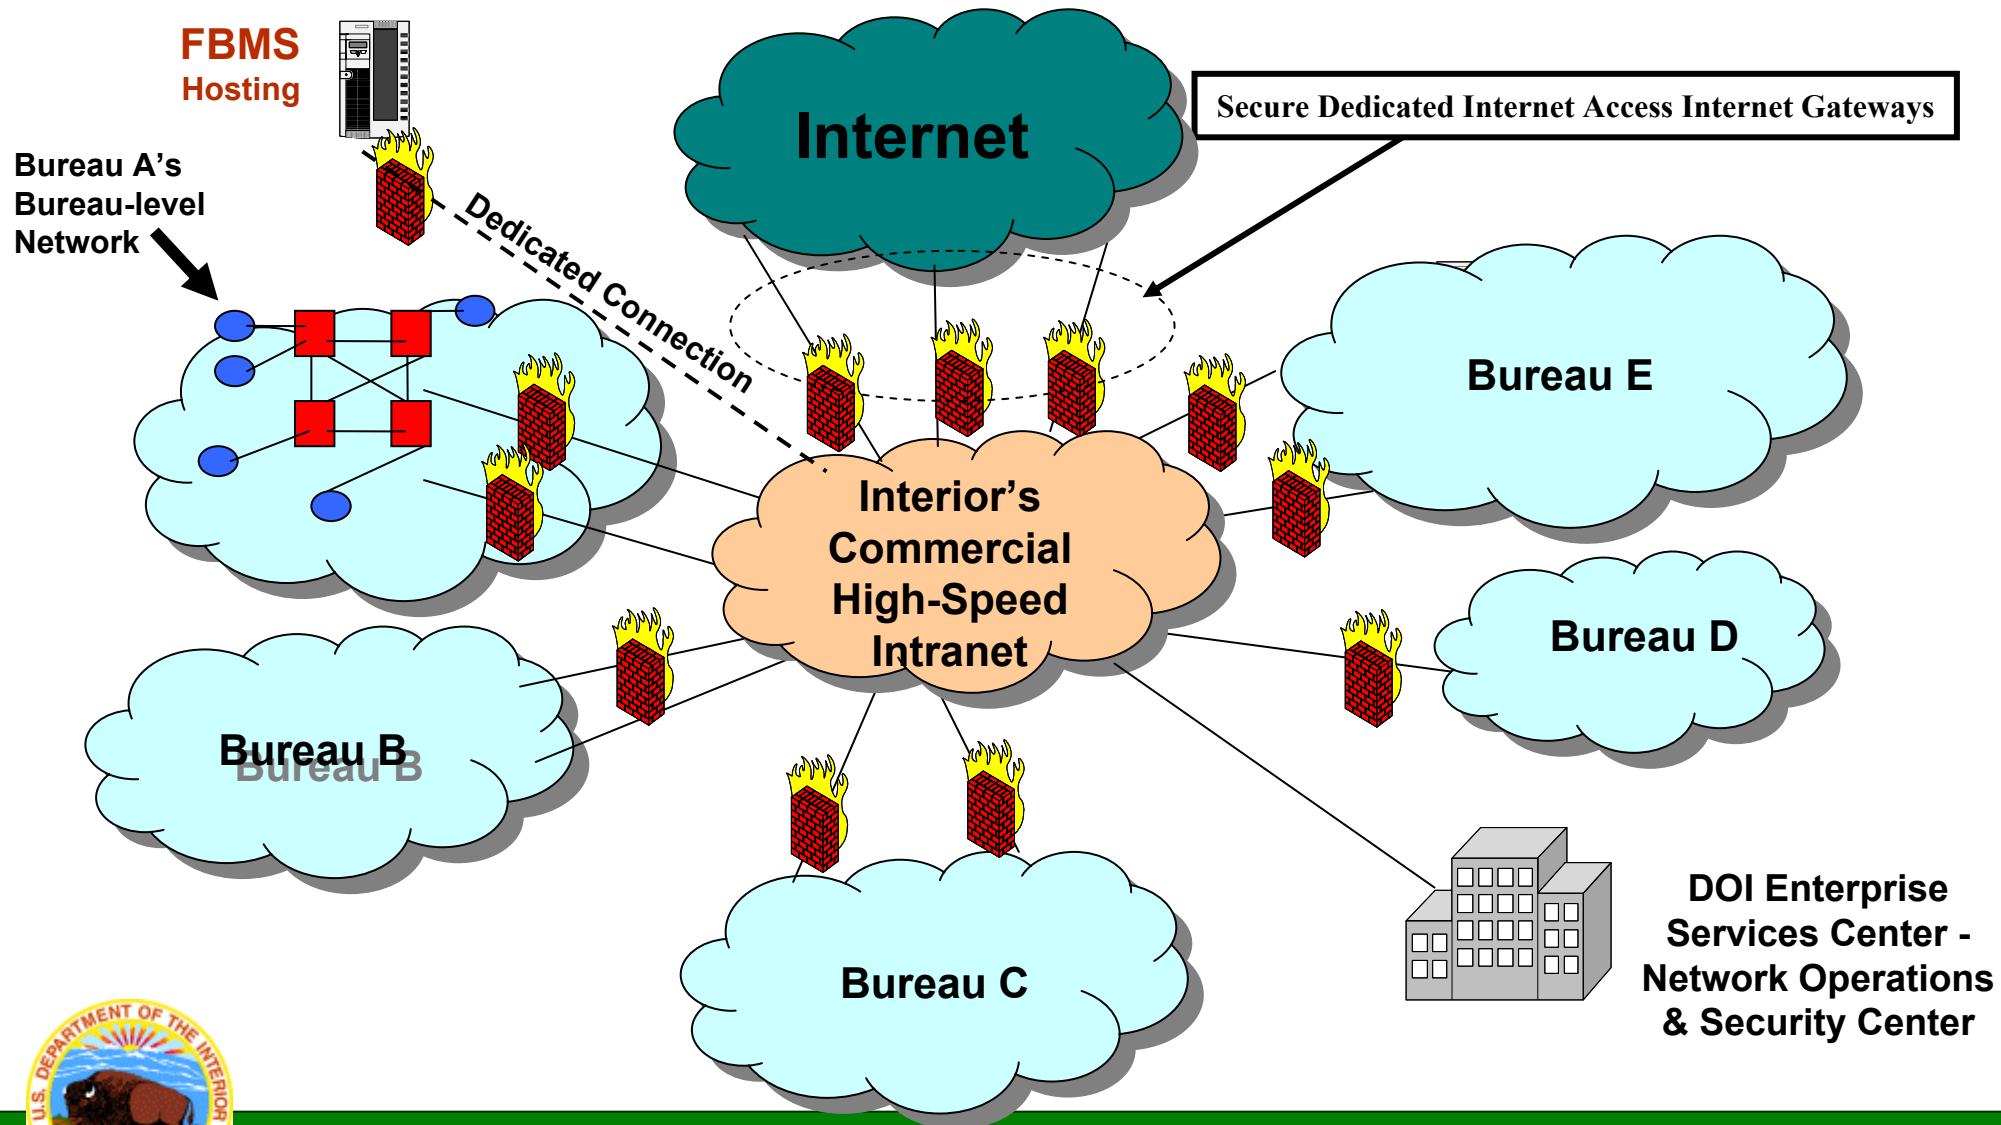 FBMS
Hosting
Internet
Secure Dedicated Internet Access Internet Gateways
Bureau A’s
Bureau-level
Network
Dedicated Connection
Bureau E
Interior’s
Commercial
High-Speed
Intranet
Bureau D
Bureau B
Bureau C
DOI Enterprise
Services Center -
Network Operations
& Security Center
U.S. DEPARTMENT OF THE INTERIOR